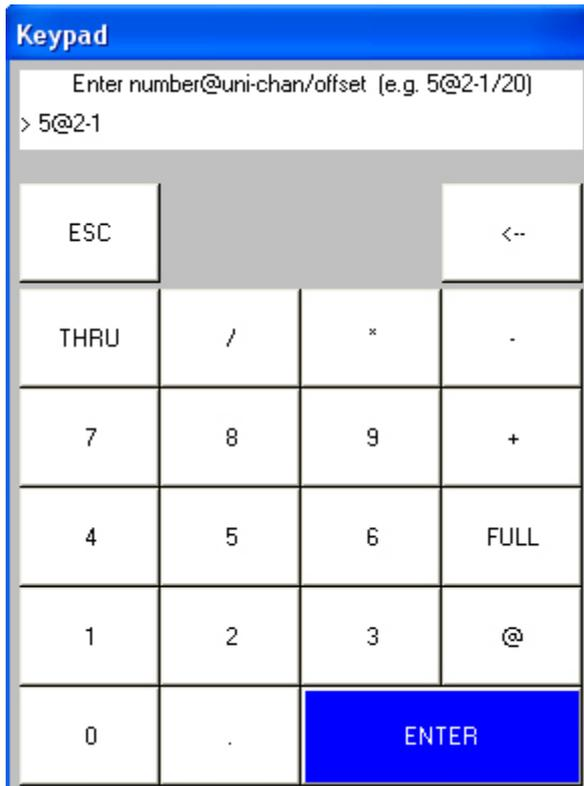 Keypad
Enter number@uni-chan/offset (e.g. 5@2-1/20)
> 5@2-1
ESC <--
THRU / * -
7 8 9 +
4 5 6 FULL
1 2 3 @
0 . ENTER